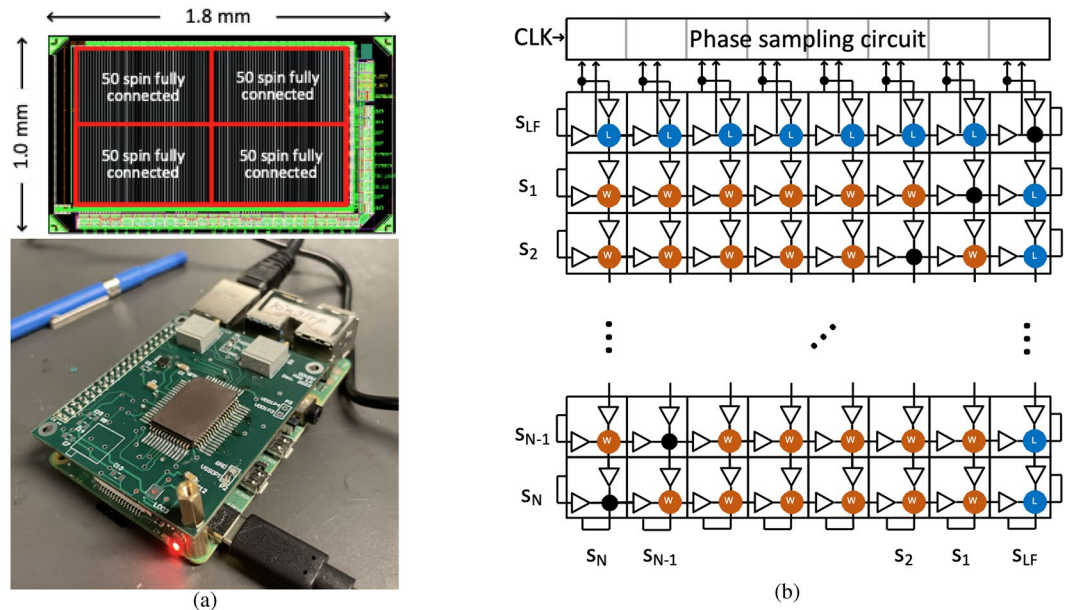 1.8 mm
1.0 mm
50 spin fully connected
50 spin fully connected
50 spin fully connected
50 spin fully connected
(a)
CLK
Phase sampling circuit
S_LF
L L L L L L L
S_1
W W W W W W L
S_2
W W W W W W L
S_N-1
W W W W W W L
S_N
W W W W W W L
S_N S_N-1 S_2 S_1 S_LF
(b)